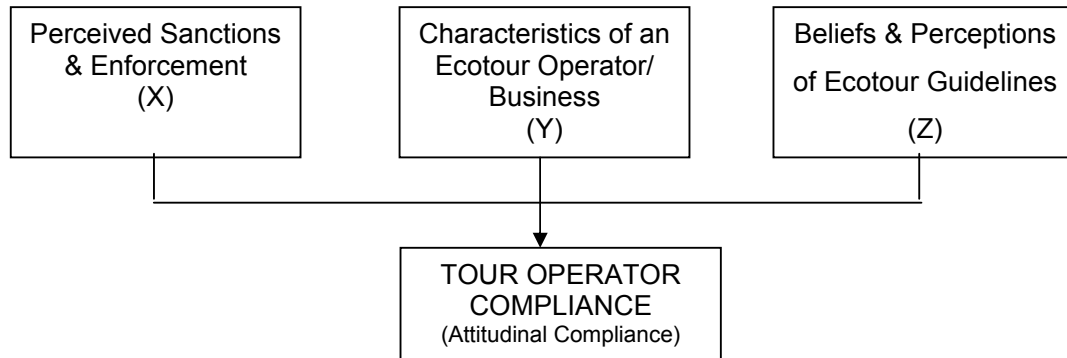 Perceived Sanctions
& Enforcement
(X)
Characteristics of an
Ecotour Operator/
Business
(Y)
Beliefs & Perceptions
of Ecotour Guidelines
(Z)
TOUR OPERATOR
COMPLIANCE
(Attitudinal Compliance)